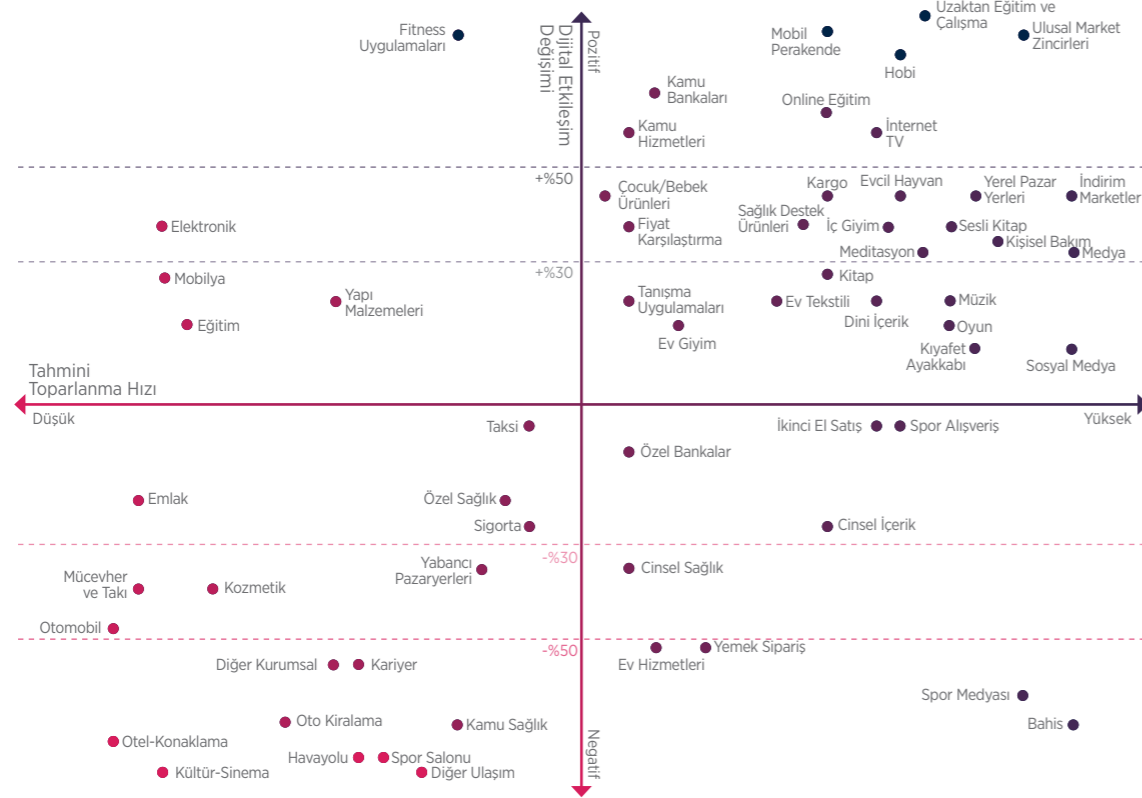 Fitness
Uygulamaları
Dijital Etkileşim
Değişimi
Pozitif
Mobil
Perakende
Uzaktan Eğitim ve
Çalışma
Ulusal Market
Zincirleri
Hobi
Kamu
Bankaları
Online Eğitim
Kamu
Hizmetleri
İnternet
TV
+%50
Çocuk/Bebek
Ürünleri
Kargo
Evcil Hayvan
Yerel Pazar
Yerleri
İndirim
Marketler
Elektronik
Fiyat
Karşılaştırma
Sağlık Destek
Ürünleri
İç Giyim
Sesli Kitap
Kişisel Bakım
Meditasyon
Medya
+%30
Mobilya
Kitap
Yapı
Malzemeleri
Tanışma
Uygulamaları
Ev Tekstili
Dini İçerik
Müzik
Eğitim
Ev Giyim
Oyun
Kıyafet
Ayakkabı
Sosyal Medya
Tahmini
Toparlanma Hızı
Düşük
Yüksek
Taksi
İkinci El Satış
Spor Alışveriş
Özel Bankalar
Emlak
Özel Sağlık
Sigorta
Cinsel İçerik
-%30
Yabancı
Pazaryerleri
Cinsel Sağlık
Mücevher
ve Takı
Kozmetik
Otomobil
-%50
Ev Hizmetleri
Yemek Sipariş
Diğer Kurumsal
Kariyer
Spor Medyası
Oto Kiralama
Kamu Sağlık
Bahis
Otel-Konaklama
Havayolu
Spor Salonu
Kültür-Sinema
Diğer Ulaşım
Negatif